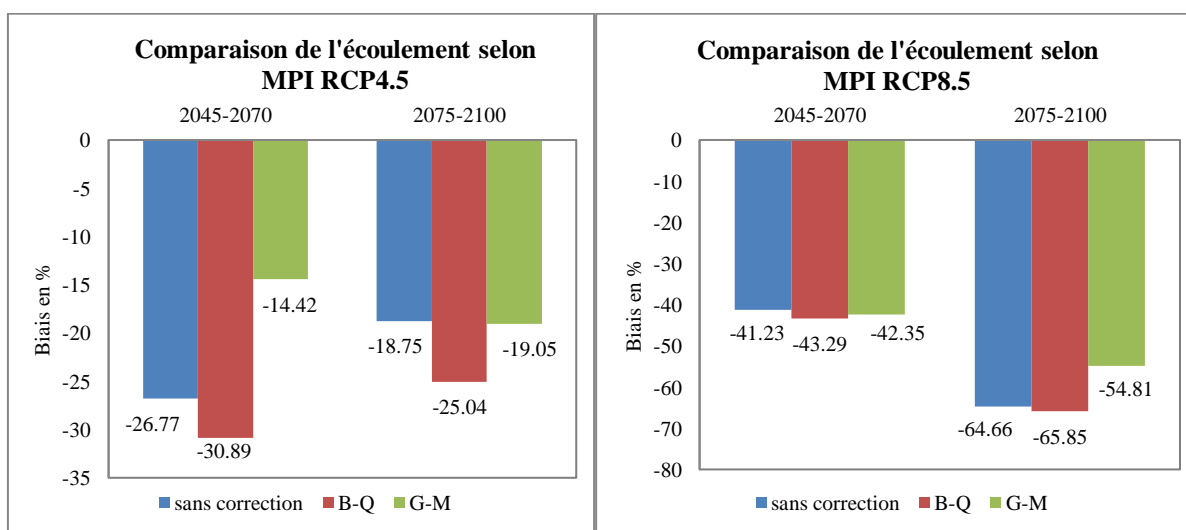 Comparaison de l'écoulement selon
MPI RCP4.5
2045-2070
2075-2100
0
-5
-10
-15
-20
-25
-30
-35
Biais en %
-26.77
-30.89
-14.42
-18.75
-25.04
-19.05
sans correction
B-Q
G-M
Comparaison de l'écoulement selon
MPI RCP8.5
2045-2070
2075-2100
0
-10
-20
-30
-40
-50
-60
-70
-80
Biais en %
-41.23
-43.29
-42.35
-64.66
-65.85
-54.81
sans correction
B-Q
G-M